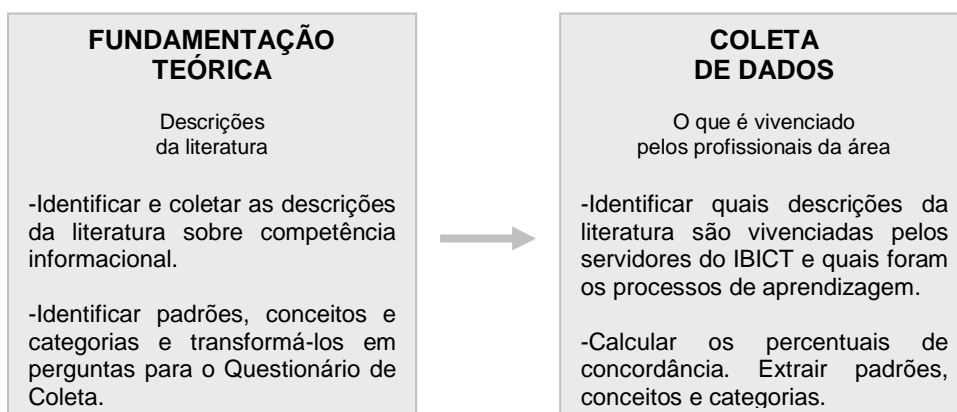 FUNDAMENTAÇÃO
TEÓRICA
Descrições
da literatura
-Identificar e coletar as descrições
da literatura sobre competência
informacional.
-Identificar padrões, conceitos e
categorias e transformá-los em
perguntas para o Questionário de
Coleta.
COLETA
DE DADOS
O que é vivenciado
pelos profissionais da área
-Identificar quais descrições da
literatura são vivenciadas pelos
servidores do IBICT e quais foram
os processos de aprendizagem.
-Calcular os percentuais de
concordância. Extrair padrões,
conceitos e categorias.